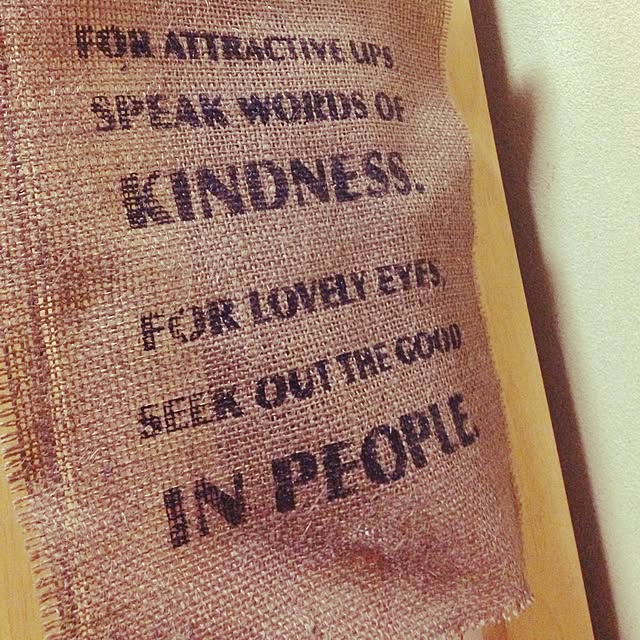 FOR ATTRACTIVE LIPS
SPEAK WORDS OF
KINDNESS.
FOR LOVELY EYES,
SEEK OUT THE GOOD
IN PEOPLE